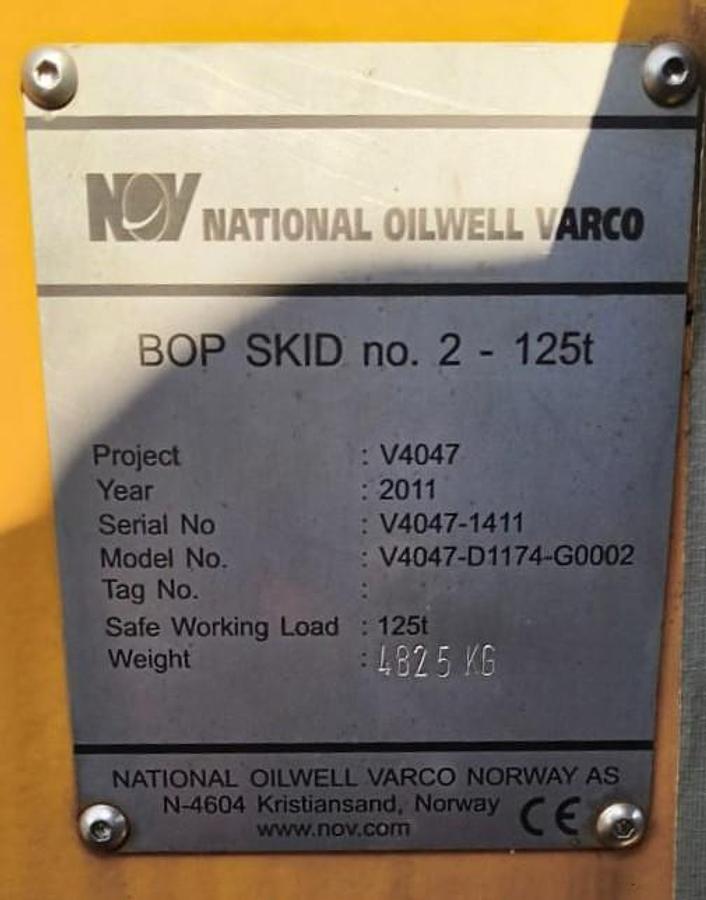 NOV NATIONAL OILWELL VARCO
BOP SKID no. 2 - 125t
Project : V4047
Year : 2011
Serial No : V4047-1411
Model No. : V4047-D1174-G0002
Tag No. :
Safe Working Load : 125t
Weight : 4825 KG
NATIONAL OILWELL VARCO NORWAY AS
N-4604 Kristiansand, Norway
www.nov.com CE